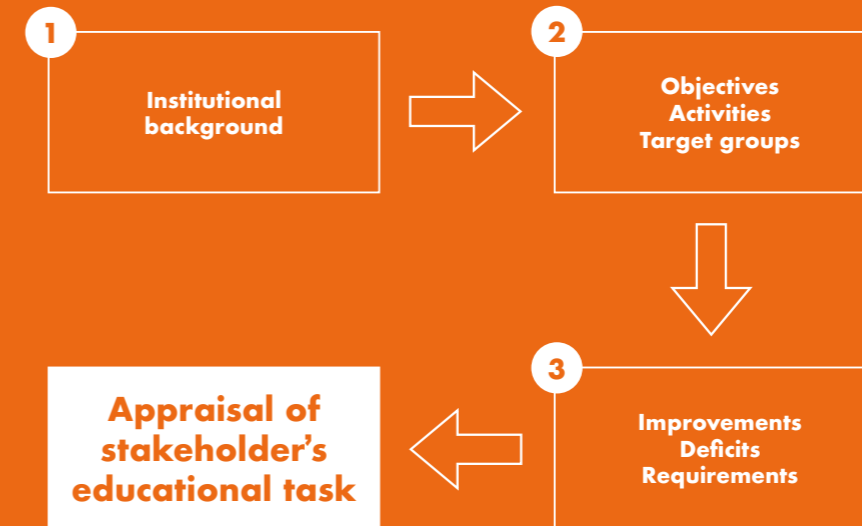 1
Institutional
background
2
Objectives
Activities
Target groups
3
Improvements
Deficits
Requirements
Appraisal of
stakeholder’s
educational task